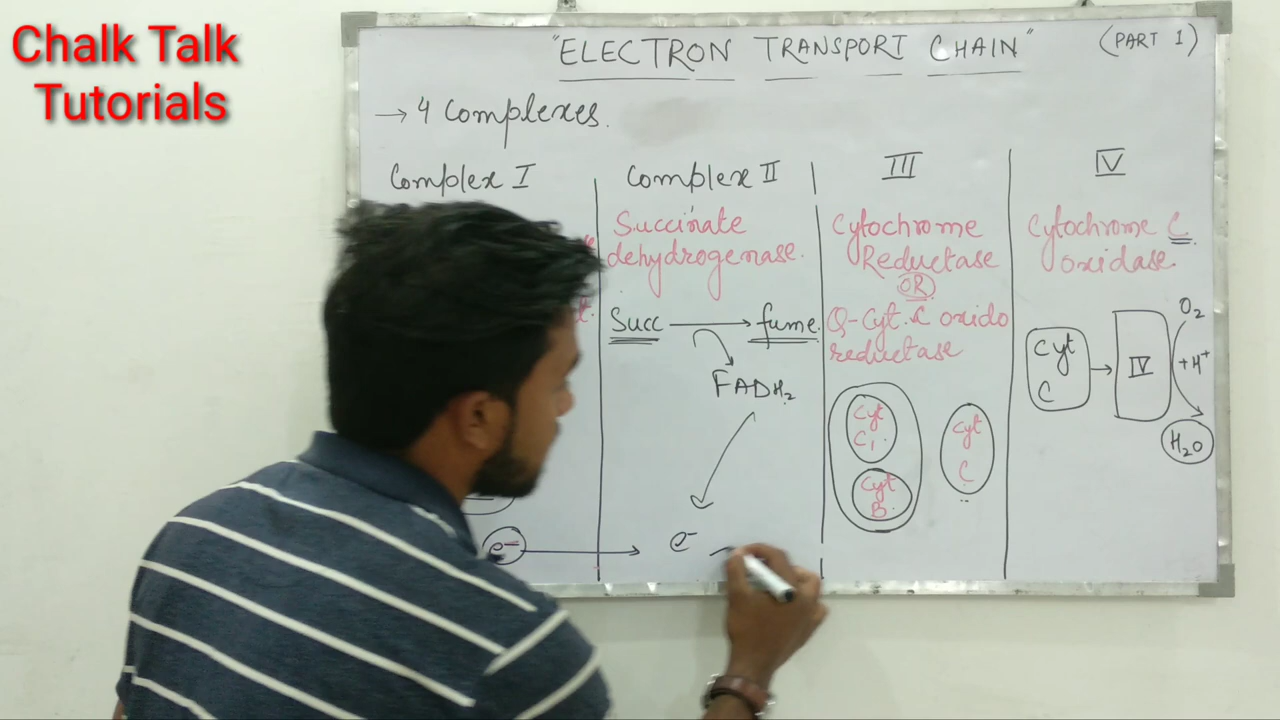 Chalk Talk
Tutorials
"ELECTRON TRANSPORT CHAIN" (PART 1)
→ 4 Complexes.
Complex I
Complex II
Succinate
dehydrogenase.
Succ → fume.
FADH₂
e⁻
e⁻
III
Cytochrome
Reductase
OR
Q-Cyt. C oxido
reductase
Cyt
C₁
Cyt
B
Cyt
C
IV
Cytochrome C
oxidase
Cyt
C
→ IV
O₂
+H⁺
H₂O